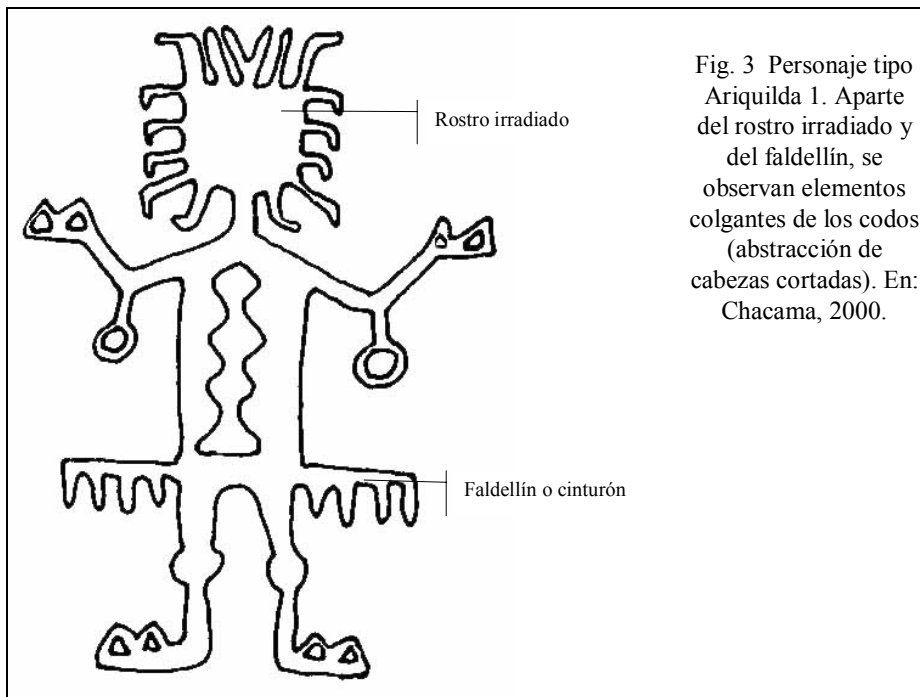 Fig. 3 Personaje tipo
Ariquilda 1. Aparte
del rostro irradiado y
del faldellín, se
observan elementos
colgantes de los codos
(abstracción de
cabezas cortadas). En:
Chacama, 2000.
Rostro irradiado
Faldellín o cinturón